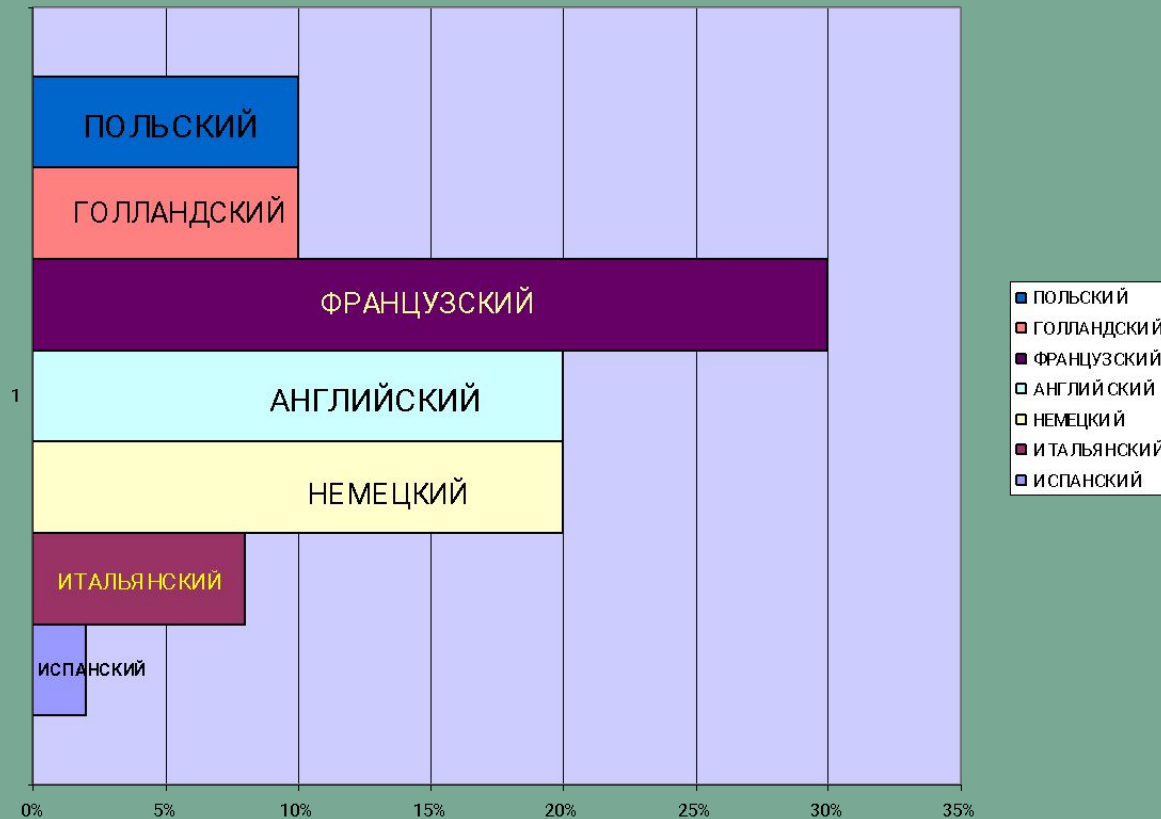 ПОЛЬСКИЙ
ГОЛЛАНДСКИЙ
ФРАНЦУЗСКИЙ
АНГЛИЙСКИЙ
НЕМЕЦКИЙ
ИТАЛЬЯНСКИЙ
ИСПАНСКИЙ
1
0% 5% 10% 15% 20% 25% 30% 35%
ПОЛЬСКИЙ
ГОЛЛАНДСКИЙ
ФРАНЦУЗСКИЙ
АНГЛИЙСКИЙ
НЕМЕЦКИЙ
ИТАЛЬЯНСКИЙ
ИСПАНСКИЙ